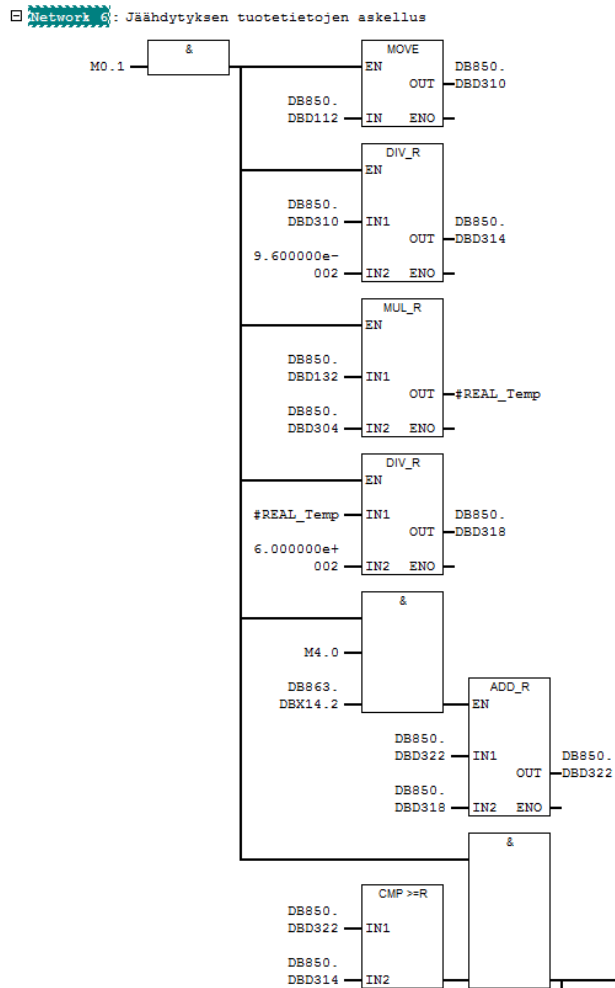 Network 6: Jäähdytyksen tuotetietojen askellus
& MOVE
M0.1 EN DB850.
OUT DBD310
DB850.
DBD112 IN ENO
DIV_R
EN
DB850.
DBD310 IN1 DB850.
OUT DBD314
9.600000e-
002 IN2 ENO
MUL_R
EN
DB850.
DBD132 IN1
OUT #REAL_Temp
DB850.
DBD304 IN2 ENO
DIV_R
EN
#REAL_Temp IN1 DB850.
OUT DBD318
6.000000e+
002 IN2 ENO
&
M4.0
DB863. ADD_R
DBX14.2 EN
DB850.
DBD322 IN1 DB850.
OUT DBD322
DB850.
DBD318 IN2 ENO
&
CMP >=R
DB850.
DBD322 IN1
DB850.
DBD314 IN2